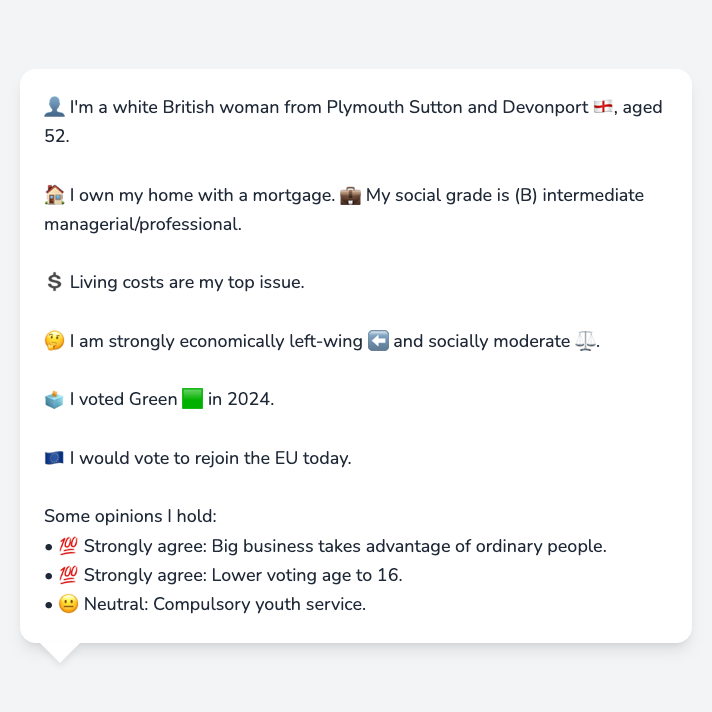 👤 I'm a white British woman from Plymouth Sutton and Devonport 🏴󠁧󠁢󠁥󠁮󠁧󠁿, aged
52.
🏠 I own my home with a mortgage. 💼 My social grade is (B) intermediate
managerial/professional.
💲 Living costs are my top issue.
🤔 I am strongly economically left-wing ⬅️ and socially moderate ⚖️.
🗳️ I voted Green 🟩 in 2024.
🇪🇺 I would vote to rejoin the EU today.
Some opinions I hold:
• 💯 Strongly agree: Big business takes advantage of ordinary people.
• 💯 Strongly agree: Lower voting age to 16.
• 😐 Neutral: Compulsory youth service.